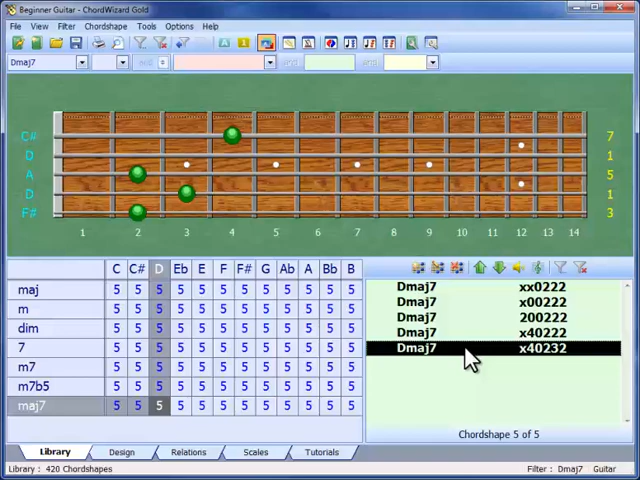 Beginner Guitar - ChordWizard Gold
File View Filter Chordshape Tools Options Help
Dmaj7 and and
C# 7
D 1
A 5
D 1
F# 3
1 2 3 4 5 6 7 8 9 10 11 12 13 14
C C# D Eb E F F# G Ab A Bb B
maj 5 5 5 5 5 5 5 5 5 5 5 5
m 5 5 5 5 5 5 5 5 5 5 5 5
dim 5 5 5 5 5 5 5 5 5 5 5 5
7 5 5 5 5 5 5 5 5 5 5 5 5
m7 5 5 5 5 5 5 5 5 5 5 5 5
m7b5 5 5 5 5 5 5 5 5 5 5 5 5
maj7 5 5 5 5 5 5 5 5 5 5 5 5
Dmaj7 xx0222
Dmaj7 x00222
Dmaj7 200222
Dmaj7 x40222
Dmaj7 x40232
Chordshape 5 of 5
Library Design Relations Scales Tutorials
Library : 420 Chordshapes Filter : Dmaj7 Guitar